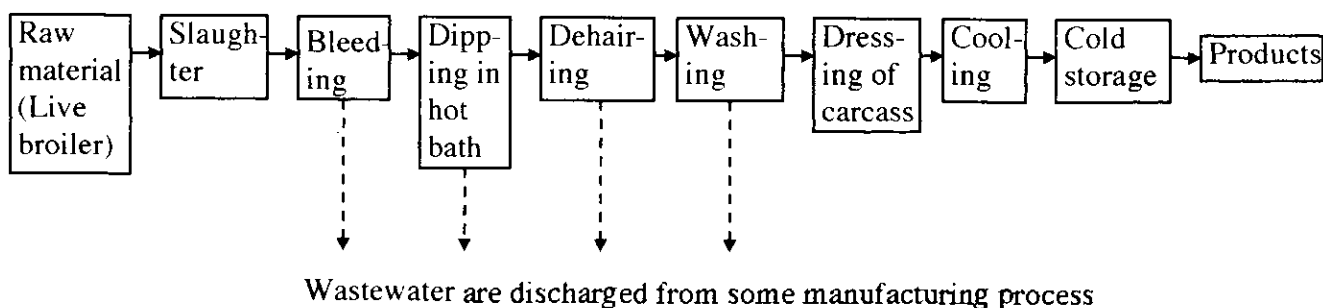 Raw
material
(Live
broiler)
Slaugh-
ter
Bleed-
ing
Dipp-
ing in
hot
bath
Dehair-
ing
Wash-
ing
Dress-
ing of
carcass
Cool-
ing
Cold
storage
Products
Wastewater are discharged from some manufacturing process